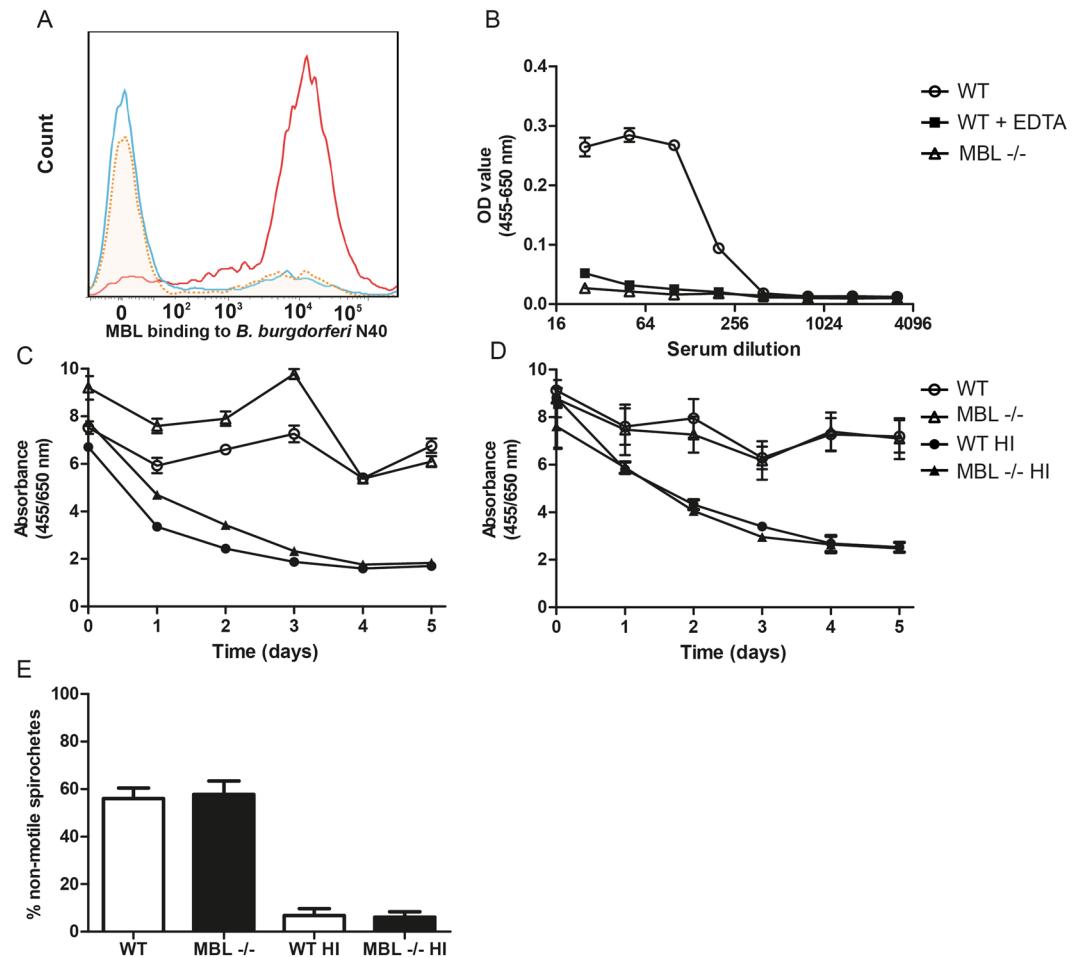 A
Count
0 10² 10³ 10⁴ 10⁵
MBL binding to B. burgdorferi N40
B
OD value
(455-650 nm)
0.4
0.3
0.2
0.1
0.0
16 64 256 1024 4096
Serum dilution
WT
WT + EDTA
MBL -/-
C
Absorbance
(455/650 nm)
10
8
6
4
2
0
0 1 2 3 4 5
Time (days)
D
Absorbance
(455/650 nm)
10
8
6
4
2
0
0 1 2 3 4 5
Time (days)
WT
MBL -/-
WT HI
MBL -/- HI
E
% non-motile spirochetes
100
80
60
40
20
0
WT MBL -/- WT HI MBL -/- HI